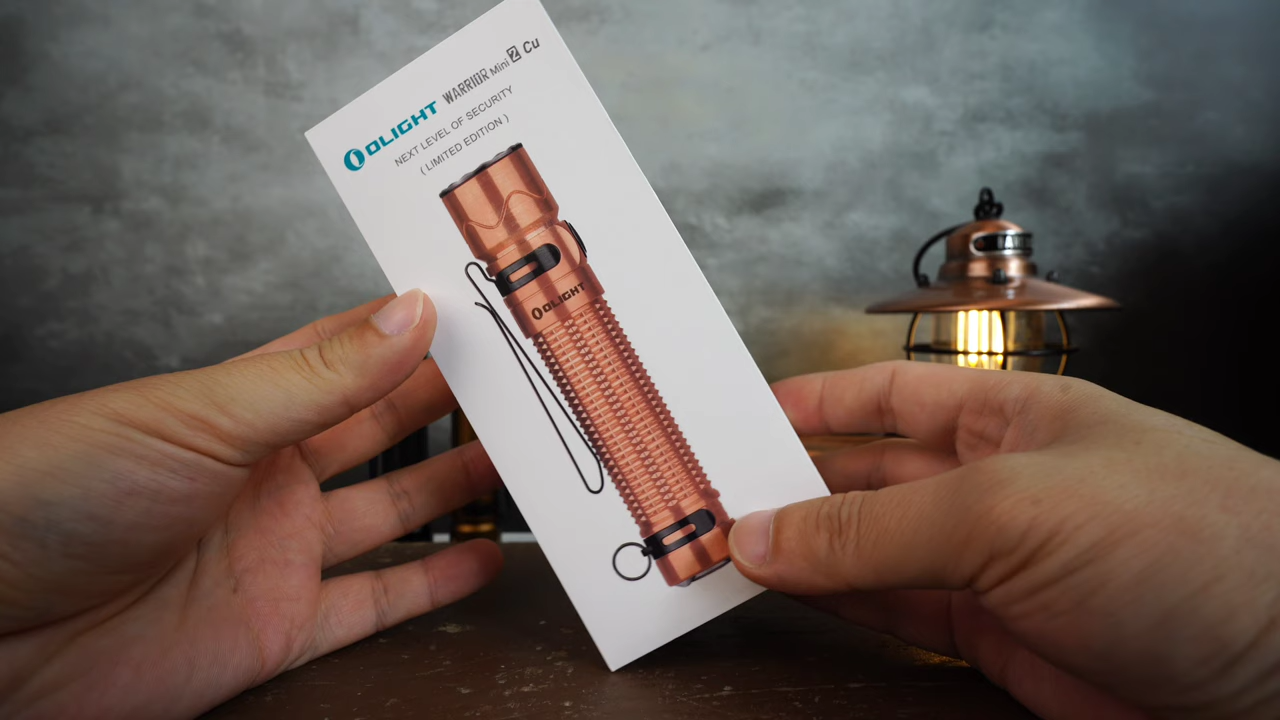 OLIGHT WARRIOR Mini 2 Cu
NEXT LEVEL OF SECURITY
( LIMITED EDITION )
OLIGHT